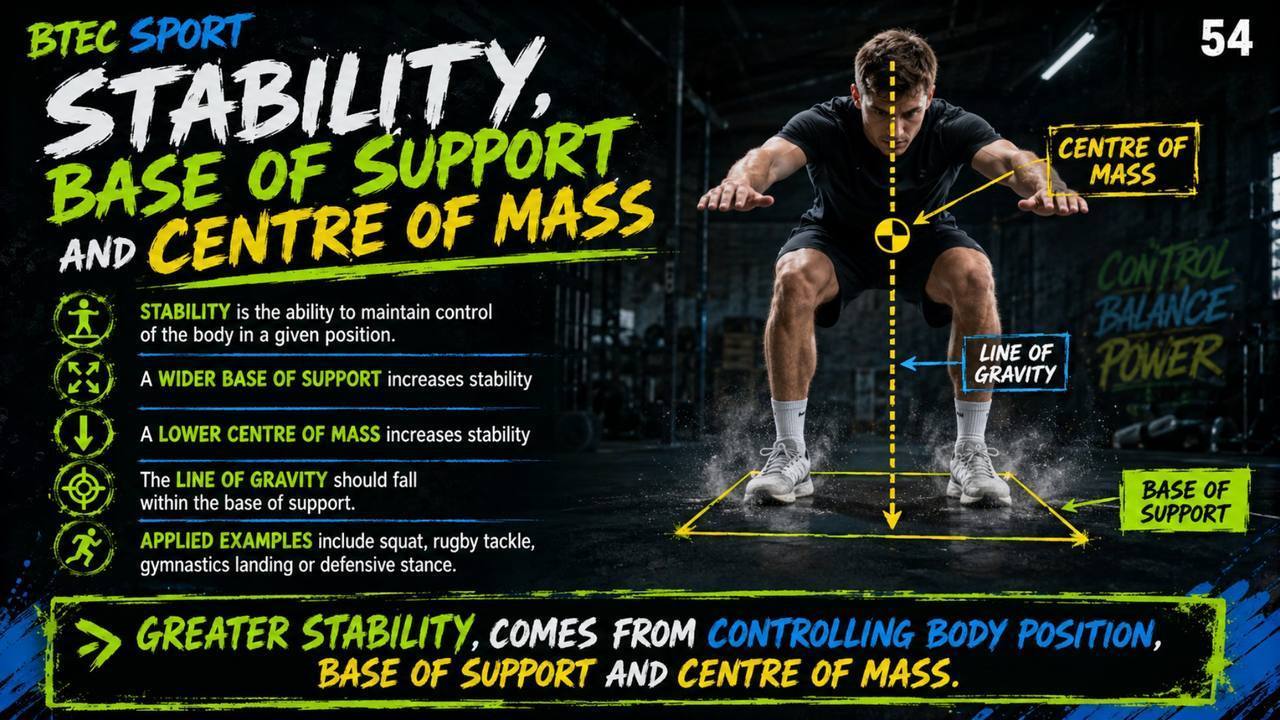 BTEC SPORT
54
STABILITY,
BASE OF SUPPORT
AND CENTRE OF MASS
STABILITY is the ability to maintain control
of the body in a given position.
A WIDER BASE OF SUPPORT increases stability
A LOWER CENTRE OF MASS increases stability
The LINE OF GRAVITY should fall
within the base of support.
APPLIED EXAMPLES include squat, rugby tackle,
gymnastics landing or defensive stance.
CENTRE OF
MASS
CONTROL
BALANCE
POWER
LINE OF
GRAVITY
BASE OF
SUPPORT
> GREATER STABILITY, COMES FROM CONTROLLING BODY POSITION,
BASE OF SUPPORT AND CENTRE OF MASS.